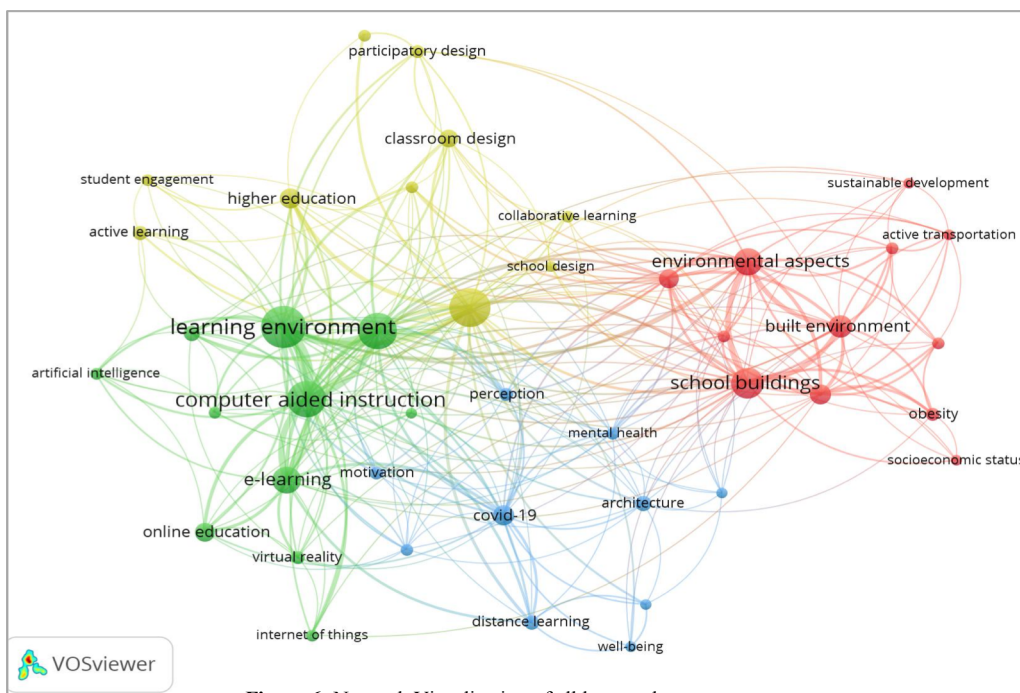 participatory design
classroom design
student engagement
sustainable development
higher education
collaborative learning
active learning
active transportation
environmental aspects
school design
learning environment
built environment
artificial intelligence
school buildings
perception
computer aided instruction
obesity
mental health
socioeconomic status
motivation
e-learning
architecture
covid-19
online education
virtual reality
distance learning
internet of things
well-being
VOSviewer